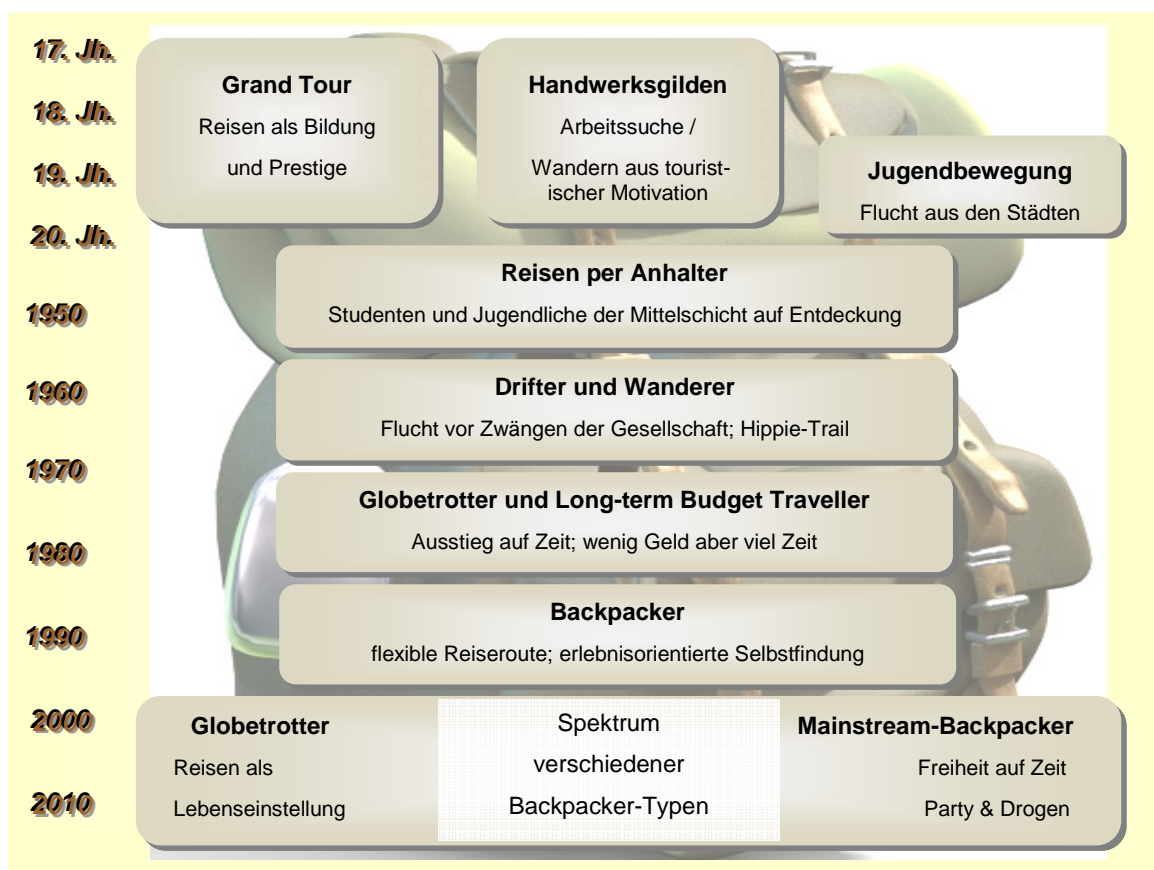 17. Jh.
18. Jh.
19. Jh.
20. Jh.
1950
1960
1970
1980
1990
2000
2010
Grand Tour
Reisen als Bildung
und Prestige
Handwerksgilden
Arbeitssuche /
Wandern aus tourist-
ischer Motivation
Jugendbewegung
Flucht aus den Städten
Reisen per Anhalter
Studenten und Jugendliche der Mittelschicht auf Entdeckung
Drifter und Wanderer
Flucht vor Zwängen der Gesellschaft; Hippie-Trail
Globetrotter und Long-term Budget Traveller
Ausstieg auf Zeit; wenig Geld aber viel Zeit
Backpacker
flexible Reiseroute; erlebnisorientierte Selbstfindung
Globetrotter
Reisen als
Lebenseinstellung
Spektrum
verschiedener
Backpacker-Typen
Mainstream-Backpacker
Freiheit auf Zeit
Party & Drogen